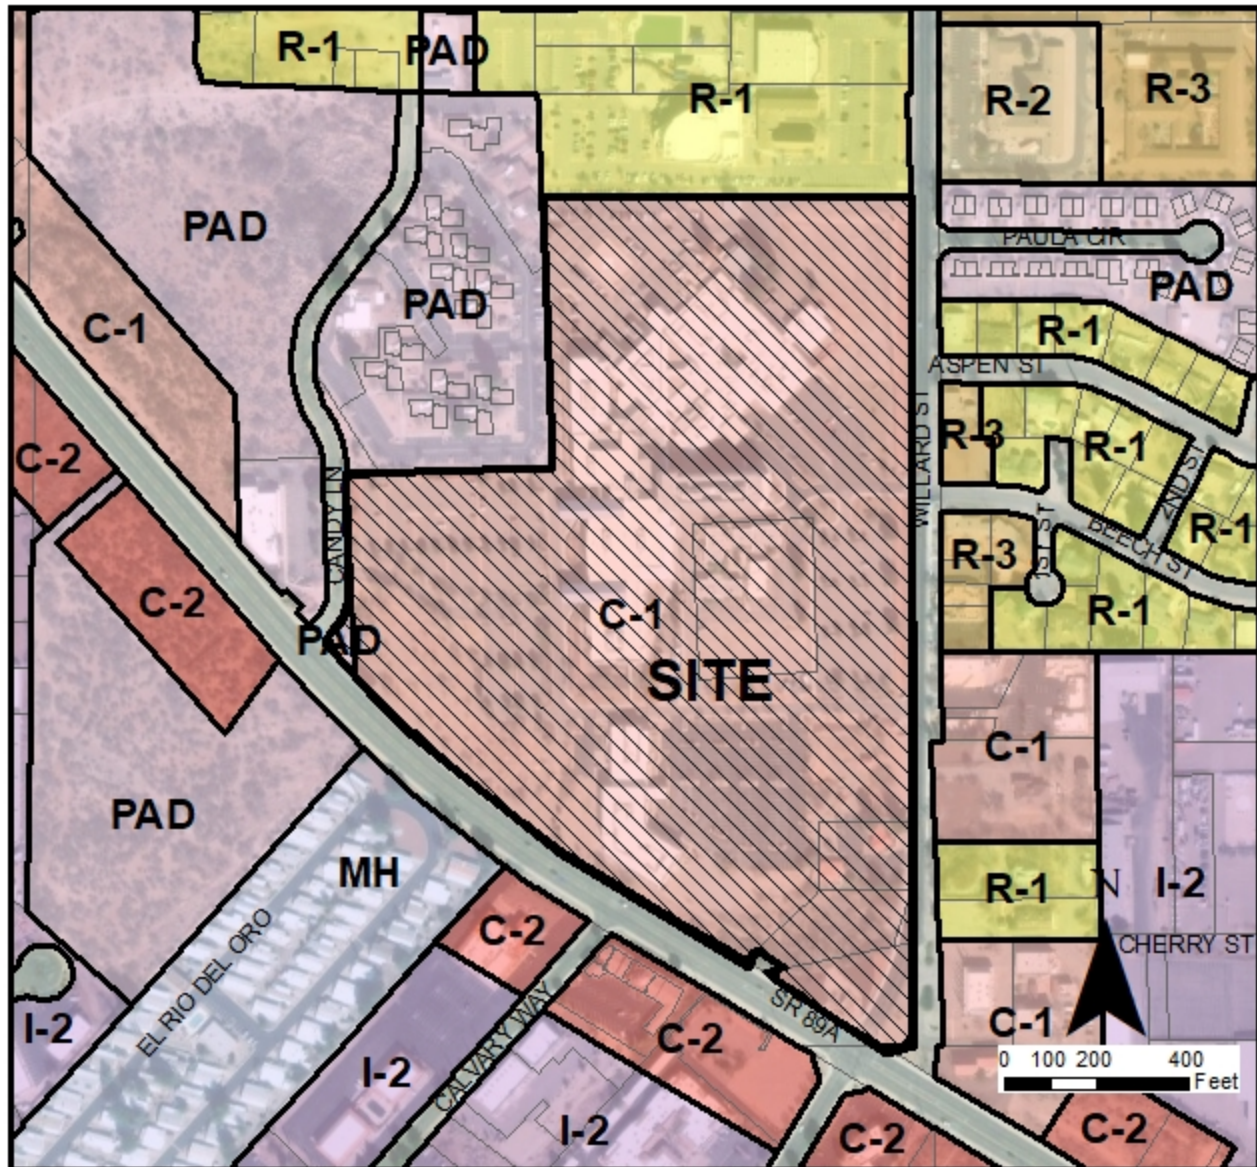 R-1
PAD
R-1
R-2
R-3
PAD
PAULA CIR
PAD
PAD
C-1
R-1
ASPEN ST
R-3
R-1
C-2
WILLARD ST
2ND ST
CANDY LN
R-1
BEECH ST
1ST ST
R-3
C-2
C-1
R-1
PAD
SITE
C-1
PAD
MH
R-1
N
I-2
C-2
CHERRY ST
EL RIO DEL ORO
SR 89A
C-1
I-2
C-2
CALVARY WAY
0 100 200 400
Feet
I-2
I-2
C-2
C-2